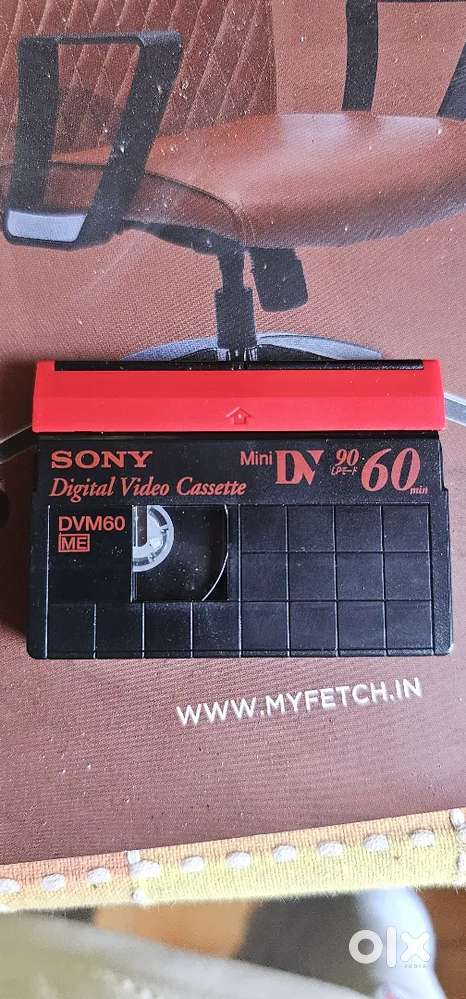 SONY
Digital Video Cassette
Mini DV
90
LPモード
60
min
DVM60
ME
WWW.MYFETCH.IN
olx
INDIA